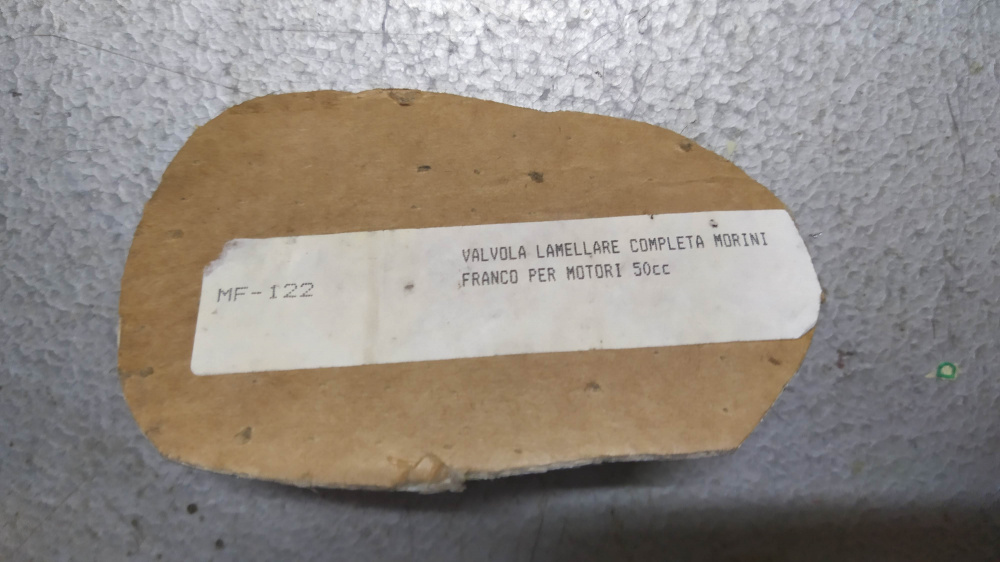 MF-122
VALVOLA LAMELLARE COMPLETA MORINI
FRANCO PER MOTORI 50cc